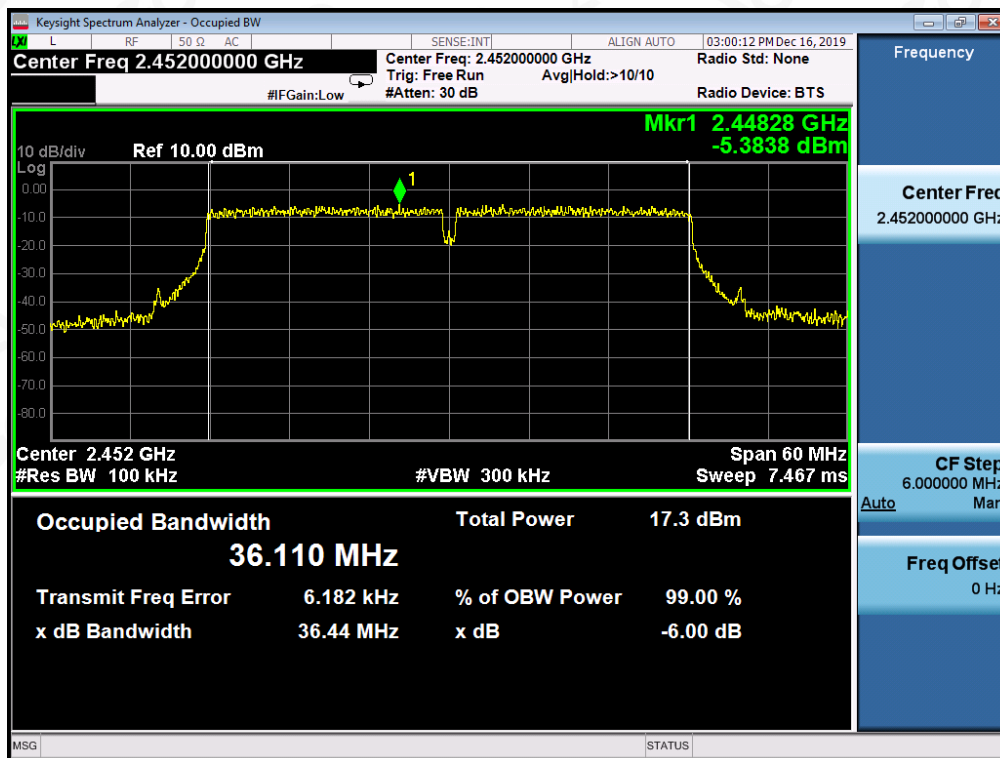 Keysight Spectrum Analyzer - Occupied BW
LXI L RF 50 Ω AC SENSE:INT ALIGN AUTO 03:00:12 PM Dec 16, 2019
Center Freq 2.452000000 GHz
Center Freq: 2.452000000 GHz
Radio Std: None
Trig: Free Run Avg|Hold:>10/10
#IFGain:Low
#Atten: 30 dB
Radio Device: BTS
Mkr1 2.44828 GHz
-5.3838 dBm
10 dB/div Ref 10.00 dBm
Log
0.00
1
-10.0
-20.0
-30.0
-40.0
-50.0
-60.0
-70.0
-80.0
Center 2.452 GHz Span 60 MHz
#Res BW 100 kHz #VBW 300 kHz Sweep 7.467 ms
Occupied Bandwidth Total Power 17.3 dBm
36.110 MHz
Transmit Freq Error 6.182 kHz % of OBW Power 99.00 %
x dB Bandwidth 36.44 MHz x dB -6.00 dB
Frequency
Center Freq
2.452000000 GHz
CF Step
6.000000 MHz
Auto Man
Freq Offset
0 Hz
MSG STATUS